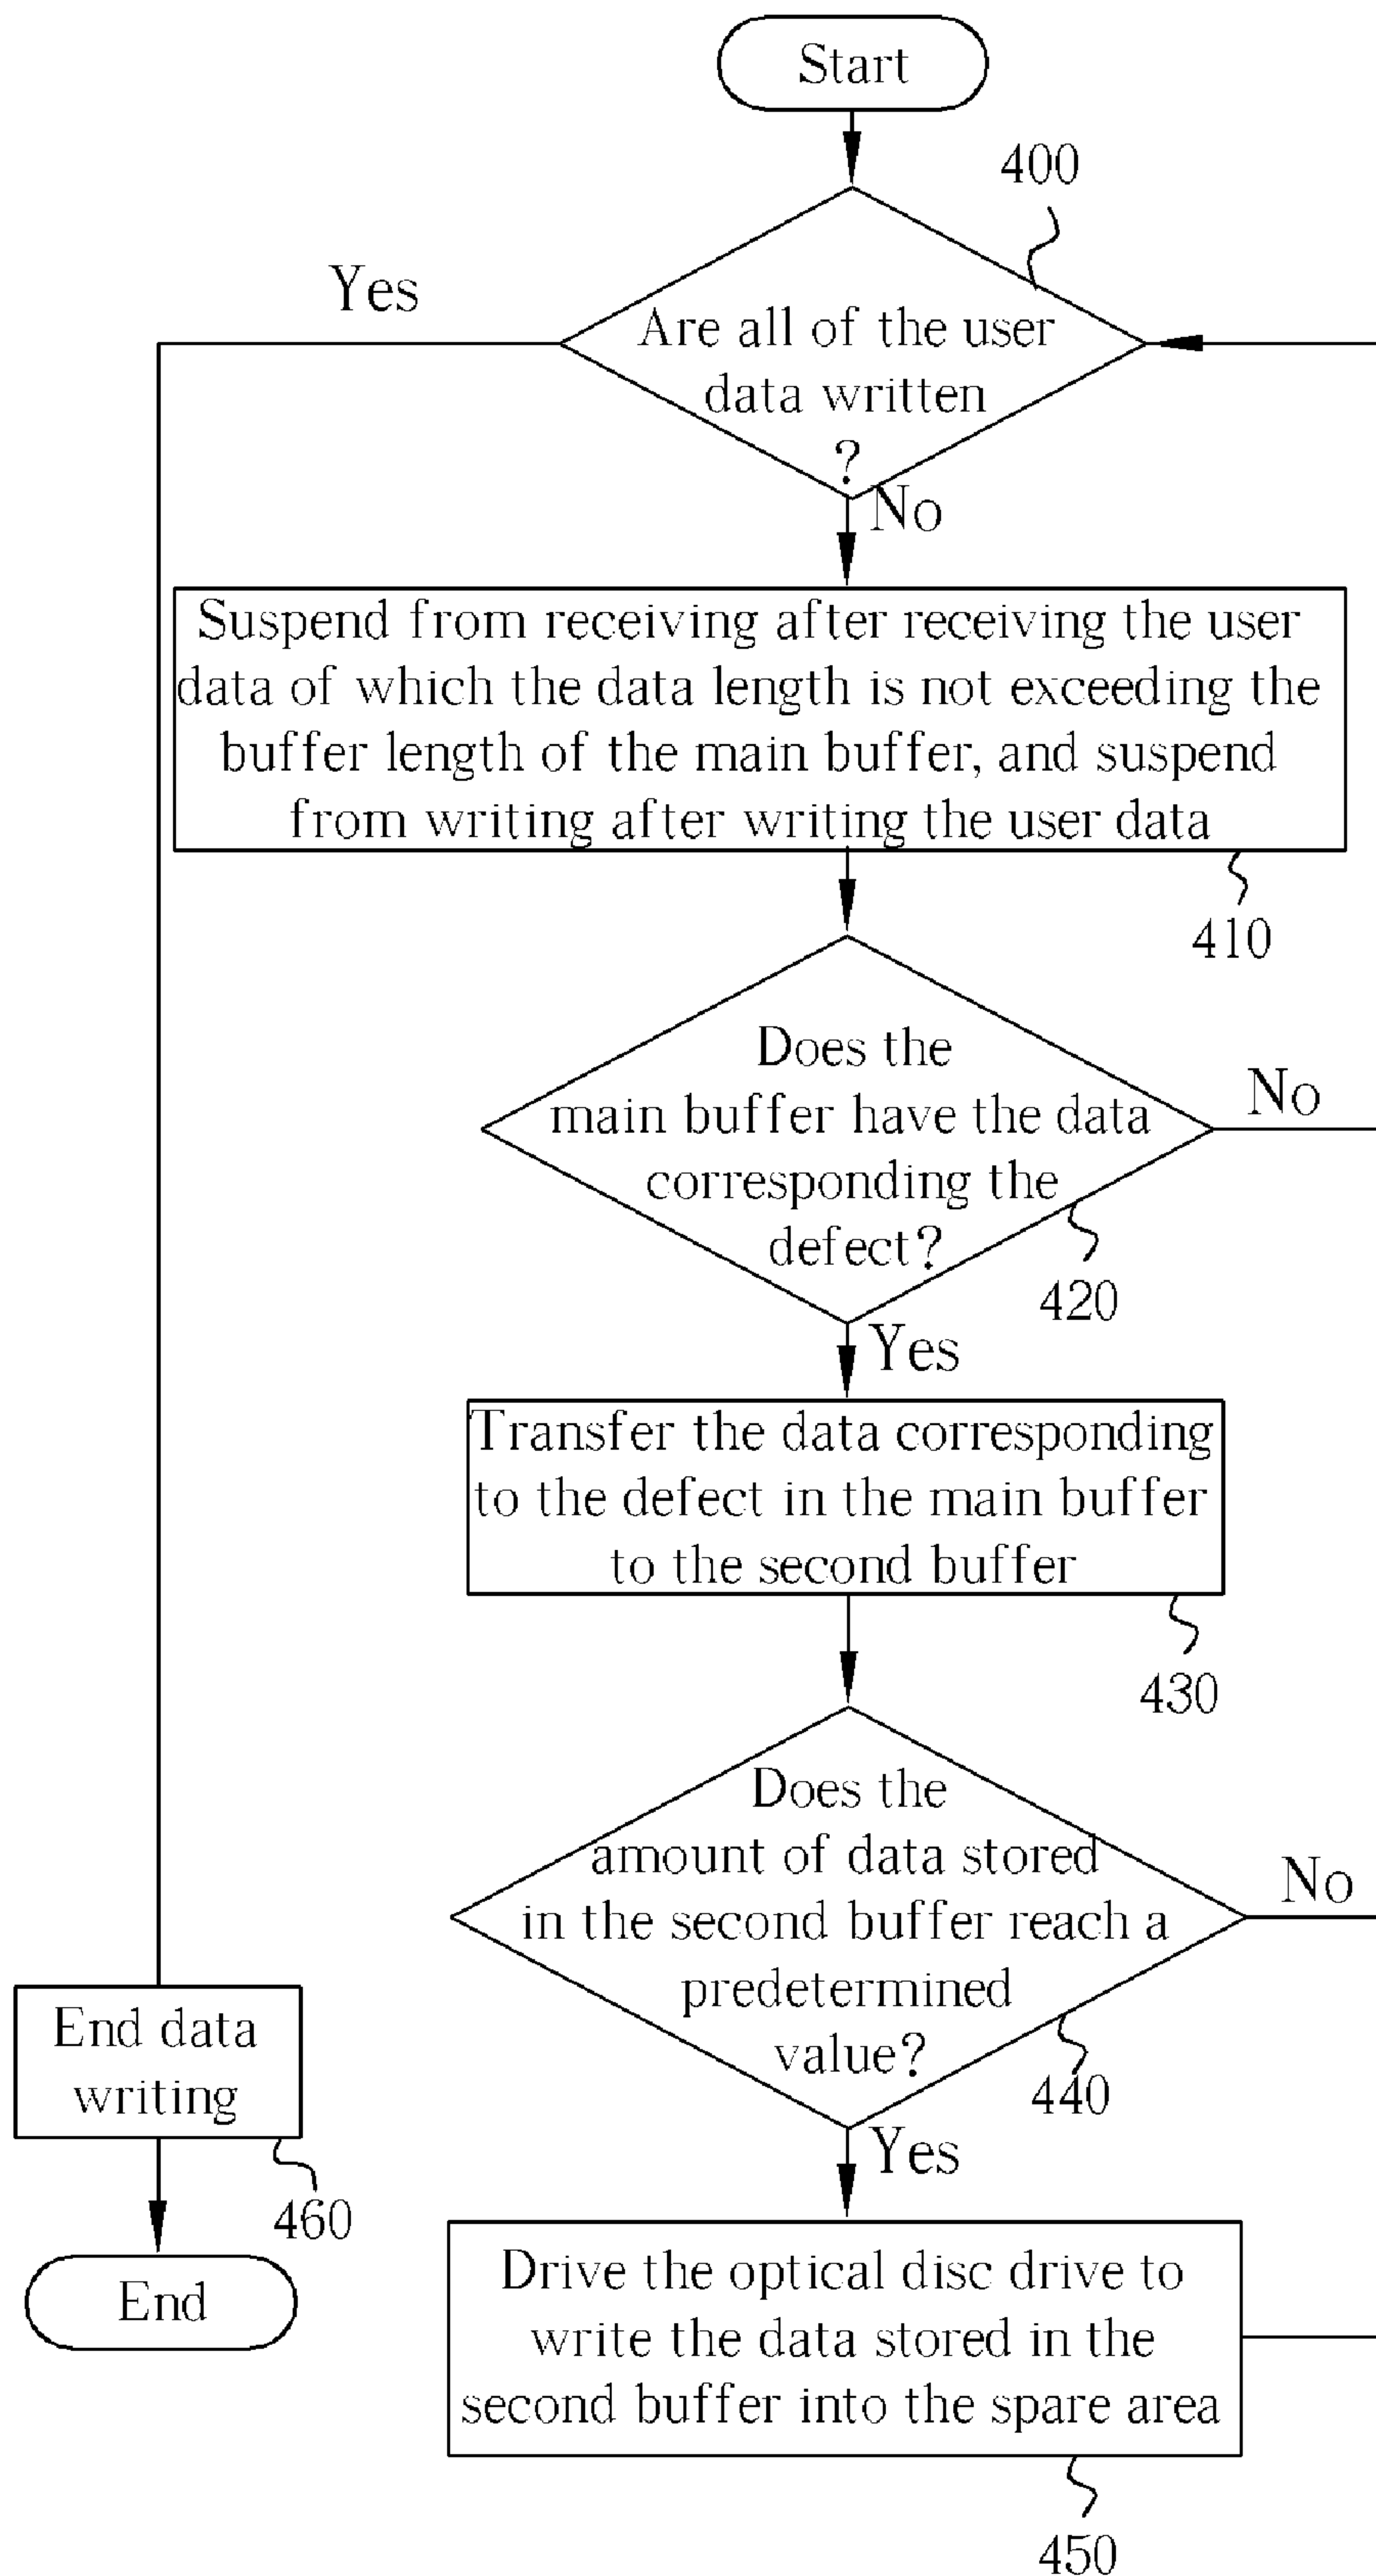 Start
400
Yes
Are all of the user
data written
?
No
Suspend from receiving after receiving the user
data of which the data length is not exceeding the
buffer length of the main buffer, and suspend
from writing after writing the user data
410
Does the
main buffer have the data
corresponding the
defect?
No
420
Yes
Transfer the data corresponding
to the defect in the main buffer
to the second buffer
430
Does the
amount of data stored
in the second buffer reach a
predetermined
value?
No
440
Yes
End data
writing
460
End
Drive the optical disc drive to
write the data stored in the
second buffer into the spare area
450